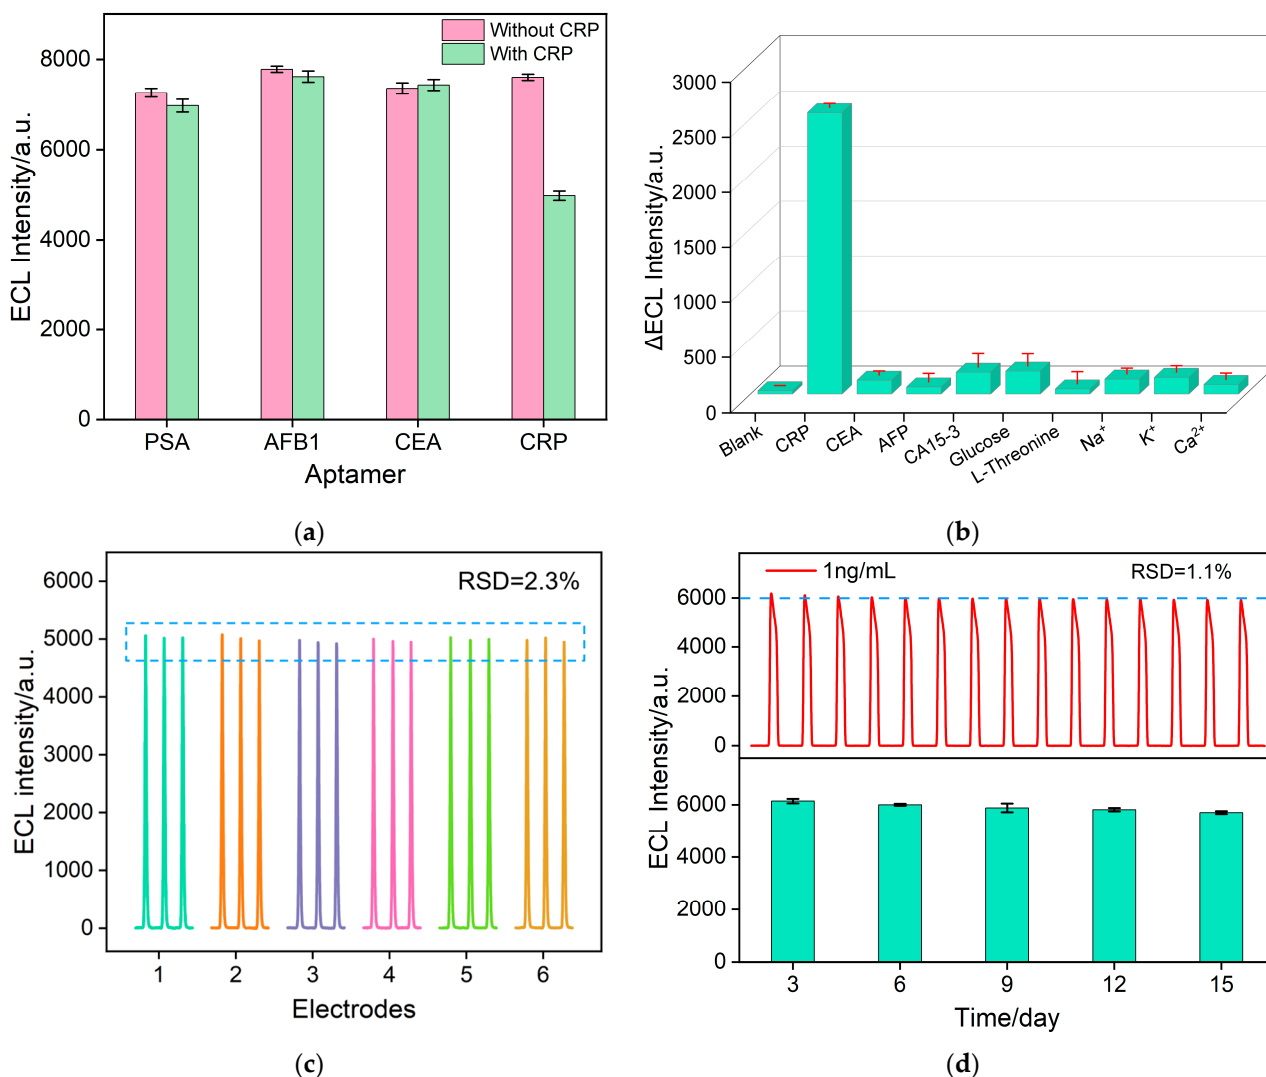 Without CRP
With CRP
8000
6000
4000
2000
0
ECL Intensity/a.u.
PSA AFB1 CEA CRP
Aptamer
(a)
3000
2500
2000
1500
1000
500
0
ΔECL Intensity/a.u.
Blank CRP CEA AFP CA15-3 Glucose L-Threonine Na⁺ K⁺ Ca²⁺
(b)
RSD=2.3%
6000
5000
4000
3000
2000
1000
0
ECL intensity/a.u.
1 2 3 4 5 6
Electrodes
(c)
1ng/mL
RSD=1.1%
6000
4000
2000
0
6000
4000
2000
0
ECL Intensity/a.u.
3 6 9 12 15
Time/day
(d)